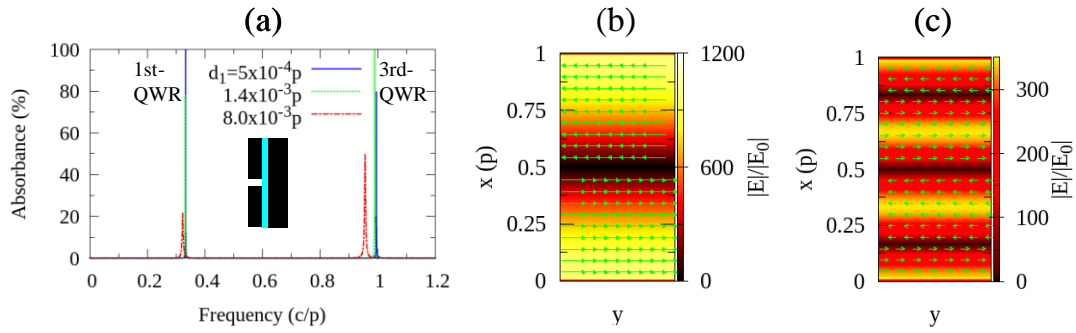 (a)
100
80
60
40
20
0
Absorbance (%)
1st-
QWR
d₁=5x10⁻⁴p
1.4x10⁻³p
8.0x10⁻³p
3rd-
QWR
0
0.2
0.4
0.6
0.8
1
1.2
Frequency (c/p)
(b)
1
0.75
0.5
0.25
0
x (p)
y
1200
600
0
|E|/|E₀|
(c)
1
0.75
0.5
0.25
0
x (p)
y
300
200
100
0
|E|/|E₀|